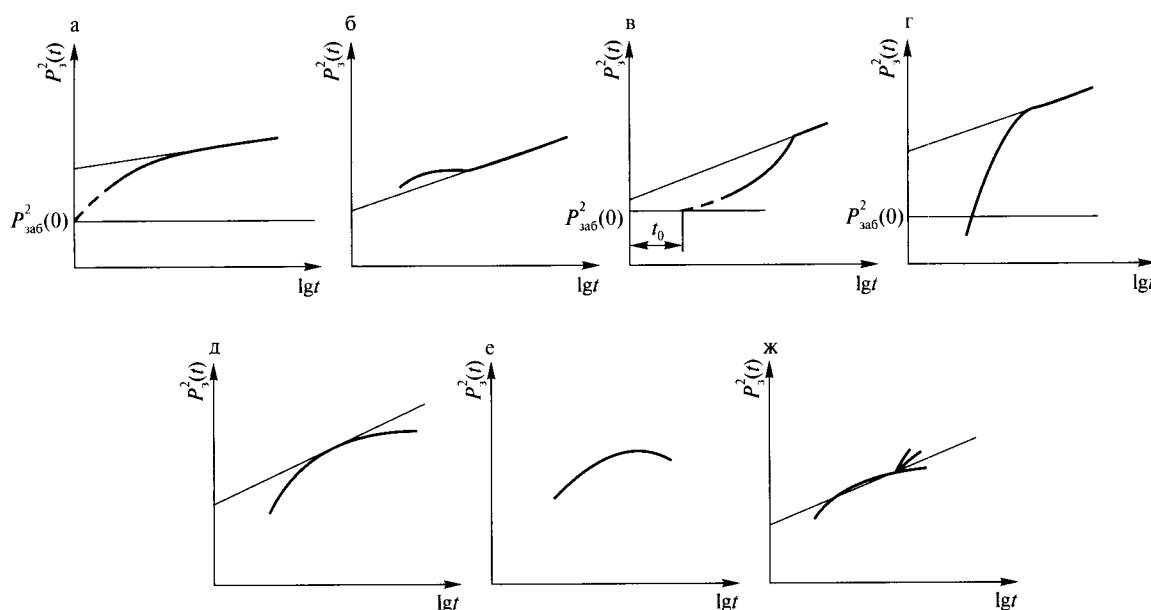 а
P²з(t)
P²заб(0)
lgt
б
P²з(t)
lgt
в
P²з(t)
P²заб(0)
t₀
lgt
г
P²з(t)
P²заб(0)
lgt
д
P²з(t)
lgt
е
P²з(t)
lgt
ж
P²з(t)
lgt